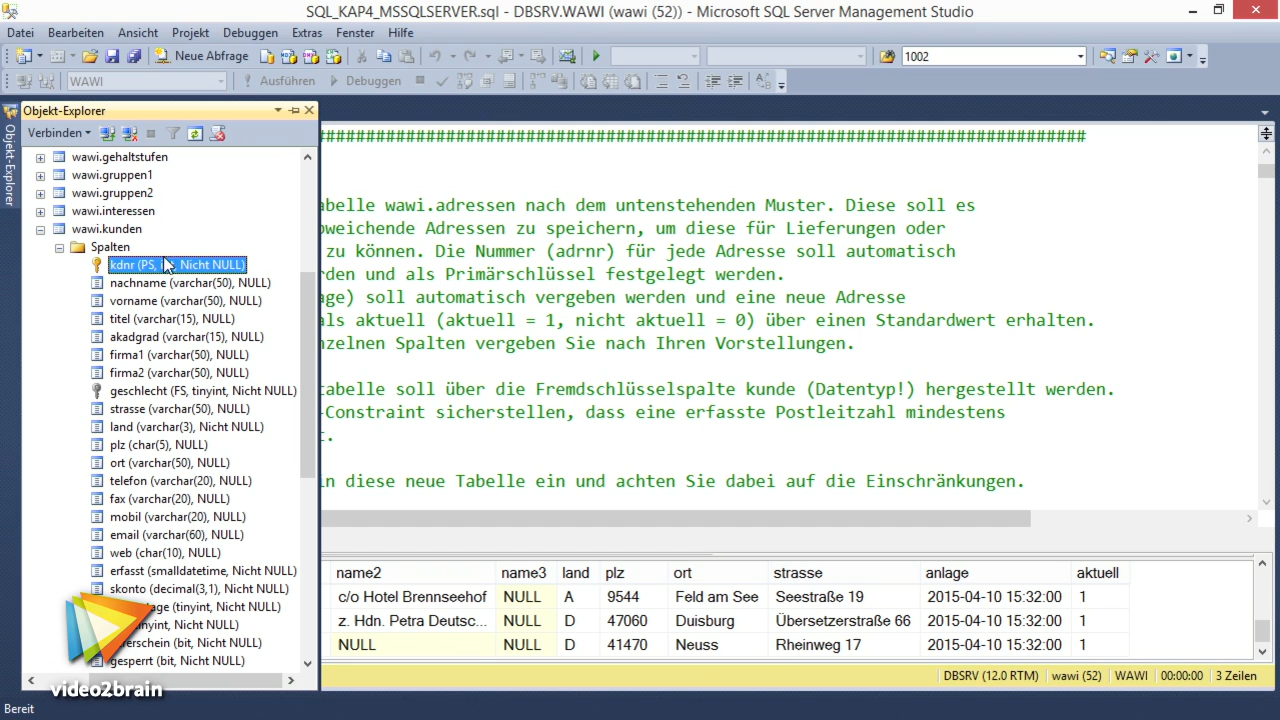 SQL_KAP4_MSSQLSERVER.sql - DBSRV.WAWI (wawi (52)) - Microsoft SQL Server Management Studio
Datei Bearbeiten Ansicht Projekt Debuggen Extras Fenster Hilfe
Neue Abfrage 1002
WAWI Ausführen Debuggen
Objekt-Explorer
Objekt-Explorer
Verbinden
wawi.gehaltstufen
wawi.gruppen1
wawi.gruppen2
wawi.interessen
wawi.kunden
Spalten
kdnr (PS, Nicht NULL)
nachname (varchar(50), NULL)
vorname (varchar(50), NULL)
titel (varchar(15), NULL)
akadgrad (varchar(15), NULL)
firma1 (varchar(50), NULL)
firma2 (varchar(50), NULL)
geschlecht (FS, tinyint, Nicht NULL)
strasse (varchar(50), NULL)
land (varchar(3), Nicht NULL)
plz (char(5), NULL)
ort (varchar(50), NULL)
telefon (varchar(20), NULL)
fax (varchar(20), NULL)
mobil (varchar(20), NULL)
email (varchar(60), NULL)
web (char(10), NULL)
erfasst (smalldatetime, Nicht NULL)
skonto (decimal(3,1), Nicht NULL)
age (tinyint, Nicht NULL)
inyint, Nicht NULL)
erschein (bit, Nicht NULL)
gesperrt (bit, Nicht NULL)
video2brain
##############################################################################
abelle wawi.adressen nach dem untenstehenden Muster. Diese soll es
weichende Adressen zu speichern, um diese für Lieferungen oder
zu können. Die Nummer (adrnr) für jede Adresse soll automatisch
rden und als Primärschlüssel festgelegt werden.
age) soll automatisch vergeben werden und eine neue Adresse
als aktuell (aktuell = 1, nicht aktuell = 0) über einen Standardwert erhalten.
nzelnen Spalten vergeben Sie nach Ihren Vorstellungen.
tabelle soll über die Fremdschlüsselspalte kunde (Datentyp!) hergestellt werden.
-Constraint sicherstellen, dass eine erfasste Postleitzahl mindestens
t.
in diese neue Tabelle ein und achten Sie dabei auf die Einschränkungen.
name2 name3 land plz ort strasse anlage aktuell
c/o Hotel Brennseehof NULL A 9544 Feld am See Seestraße 19 2015-04-10 15:32:00 1
z. Hdn. Petra Deutsc... NULL D 47060 Duisburg Übersetzerstraße 66 2015-04-10 15:32:00 1
NULL NULL D 41470 Neuss Rheinweg 17 2015-04-10 15:32:00 1
DBSRV (12.0 RTM) wawi (52) WAWI 00:00:00 3 Zeilen
Bereit